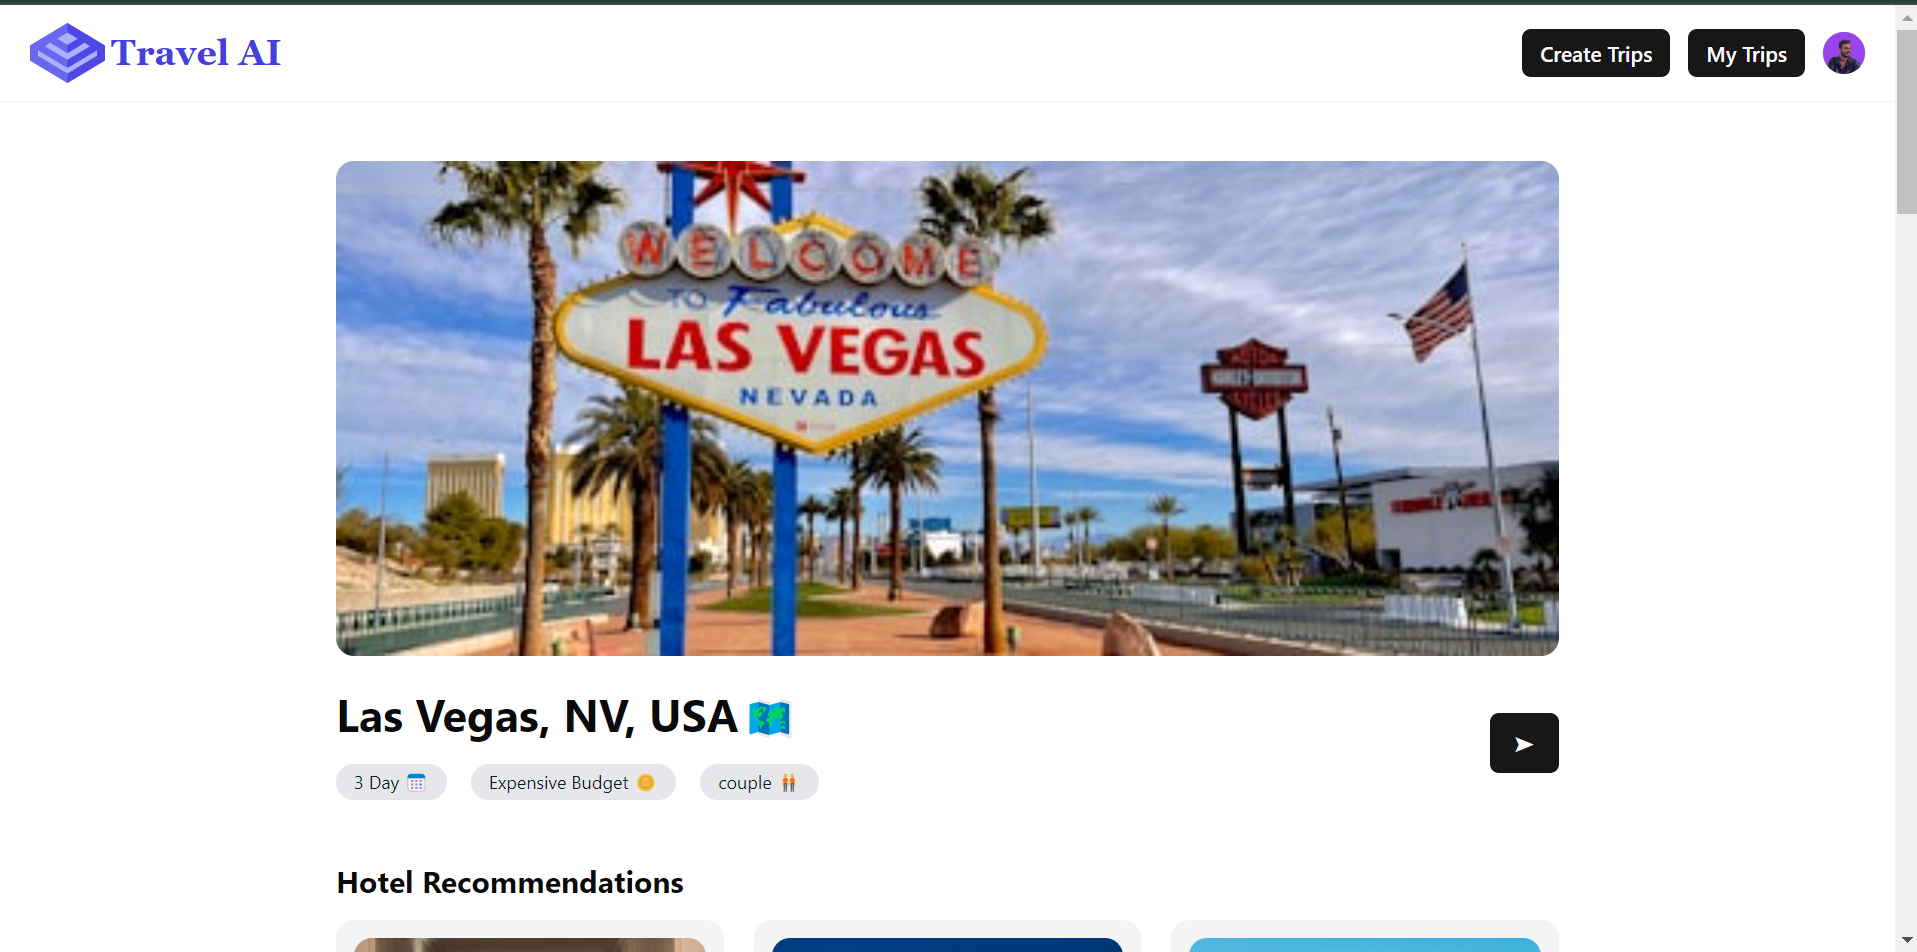 Travel AI
Create Trips
My Trips
WELCOME
TO Fabulous
LAS VEGAS
NEVADA
Las Vegas, NV, USA
3 Day
Expensive Budget
couple
Hotel Recommendations